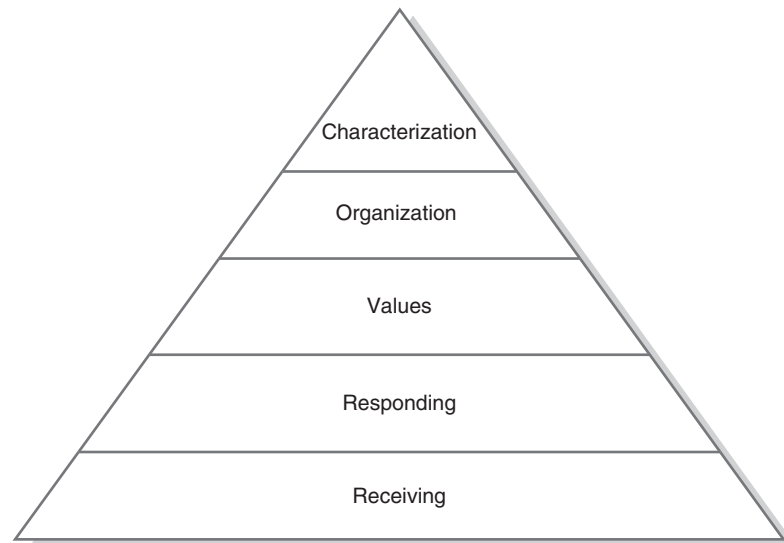 Characterization
Organization
Values
Responding
Receiving